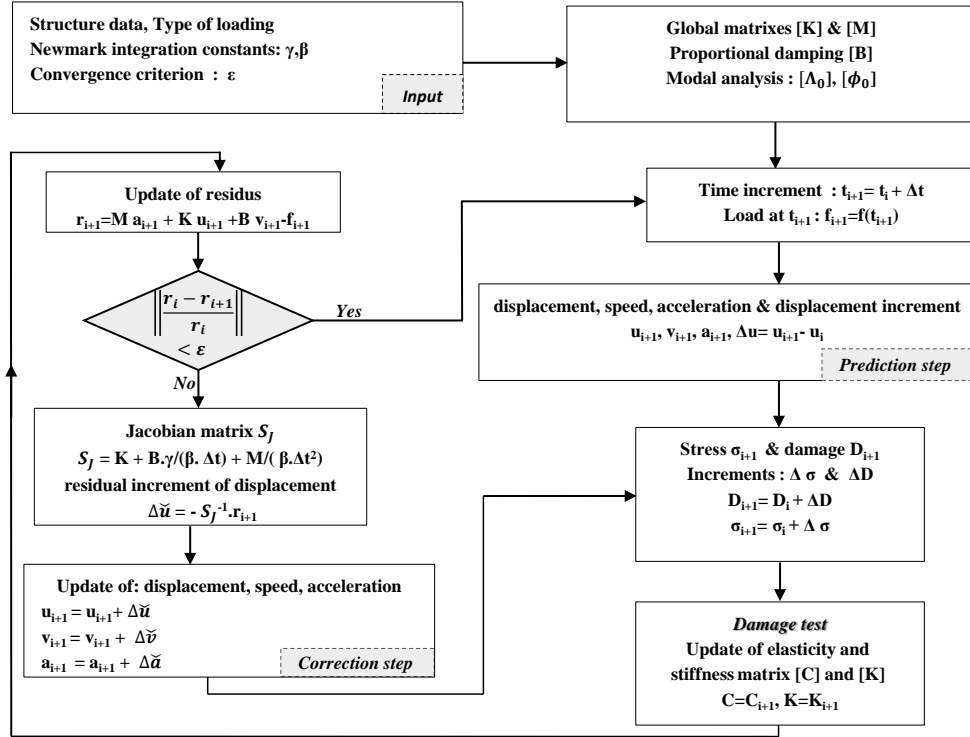 Structure data, Type of loading
Newmark integration constants: γ,β
Convergence criterion : ε
Input
Global matrixes [K] & [M]
Proportional damping [B]
Modal analysis : [Λ₀], [ϕ₀]
Time increment : tᵢ₊₁= tᵢ + Δt
Load at tᵢ₊₁ : fᵢ₊₁=f(tᵢ₊₁)
displacement, speed, acceleration & displacement increment
uᵢ₊₁, vᵢ₊₁, aᵢ₊₁, Δu= uᵢ₊₁- uᵢ
Prediction step
Stress σᵢ₊₁ & damage Dᵢ₊₁
Increments : Δ σ & ΔD
Dᵢ₊₁= Dᵢ + ΔD
σᵢ₊₁= σᵢ + Δ σ
Damage test
Update of elasticity and
stiffness matrix [C] and [K]
C=Cᵢ₊₁, K=Kᵢ₊₁
Update of residus
rᵢ₊₁=M aᵢ₊₁ + K uᵢ₊₁ +B vᵢ₊₁-fᵢ₊₁
‖(rᵢ − rᵢ₊₁)/rᵢ‖
< ε
Yes
No
Jacobian matrix S_J
S_J = K + B.γ/(β. Δt) + M/( β.Δt²)
residual increment of displacement
Δŭ = - S_J⁻¹.rᵢ₊₁
Update of: displacement, speed, acceleration
uᵢ₊₁ = uᵢ₊₁+ Δŭ
vᵢ₊₁= vᵢ₊₁ + Δv̆
aᵢ₊₁ = aᵢ₊₁ + Δă
Correction step